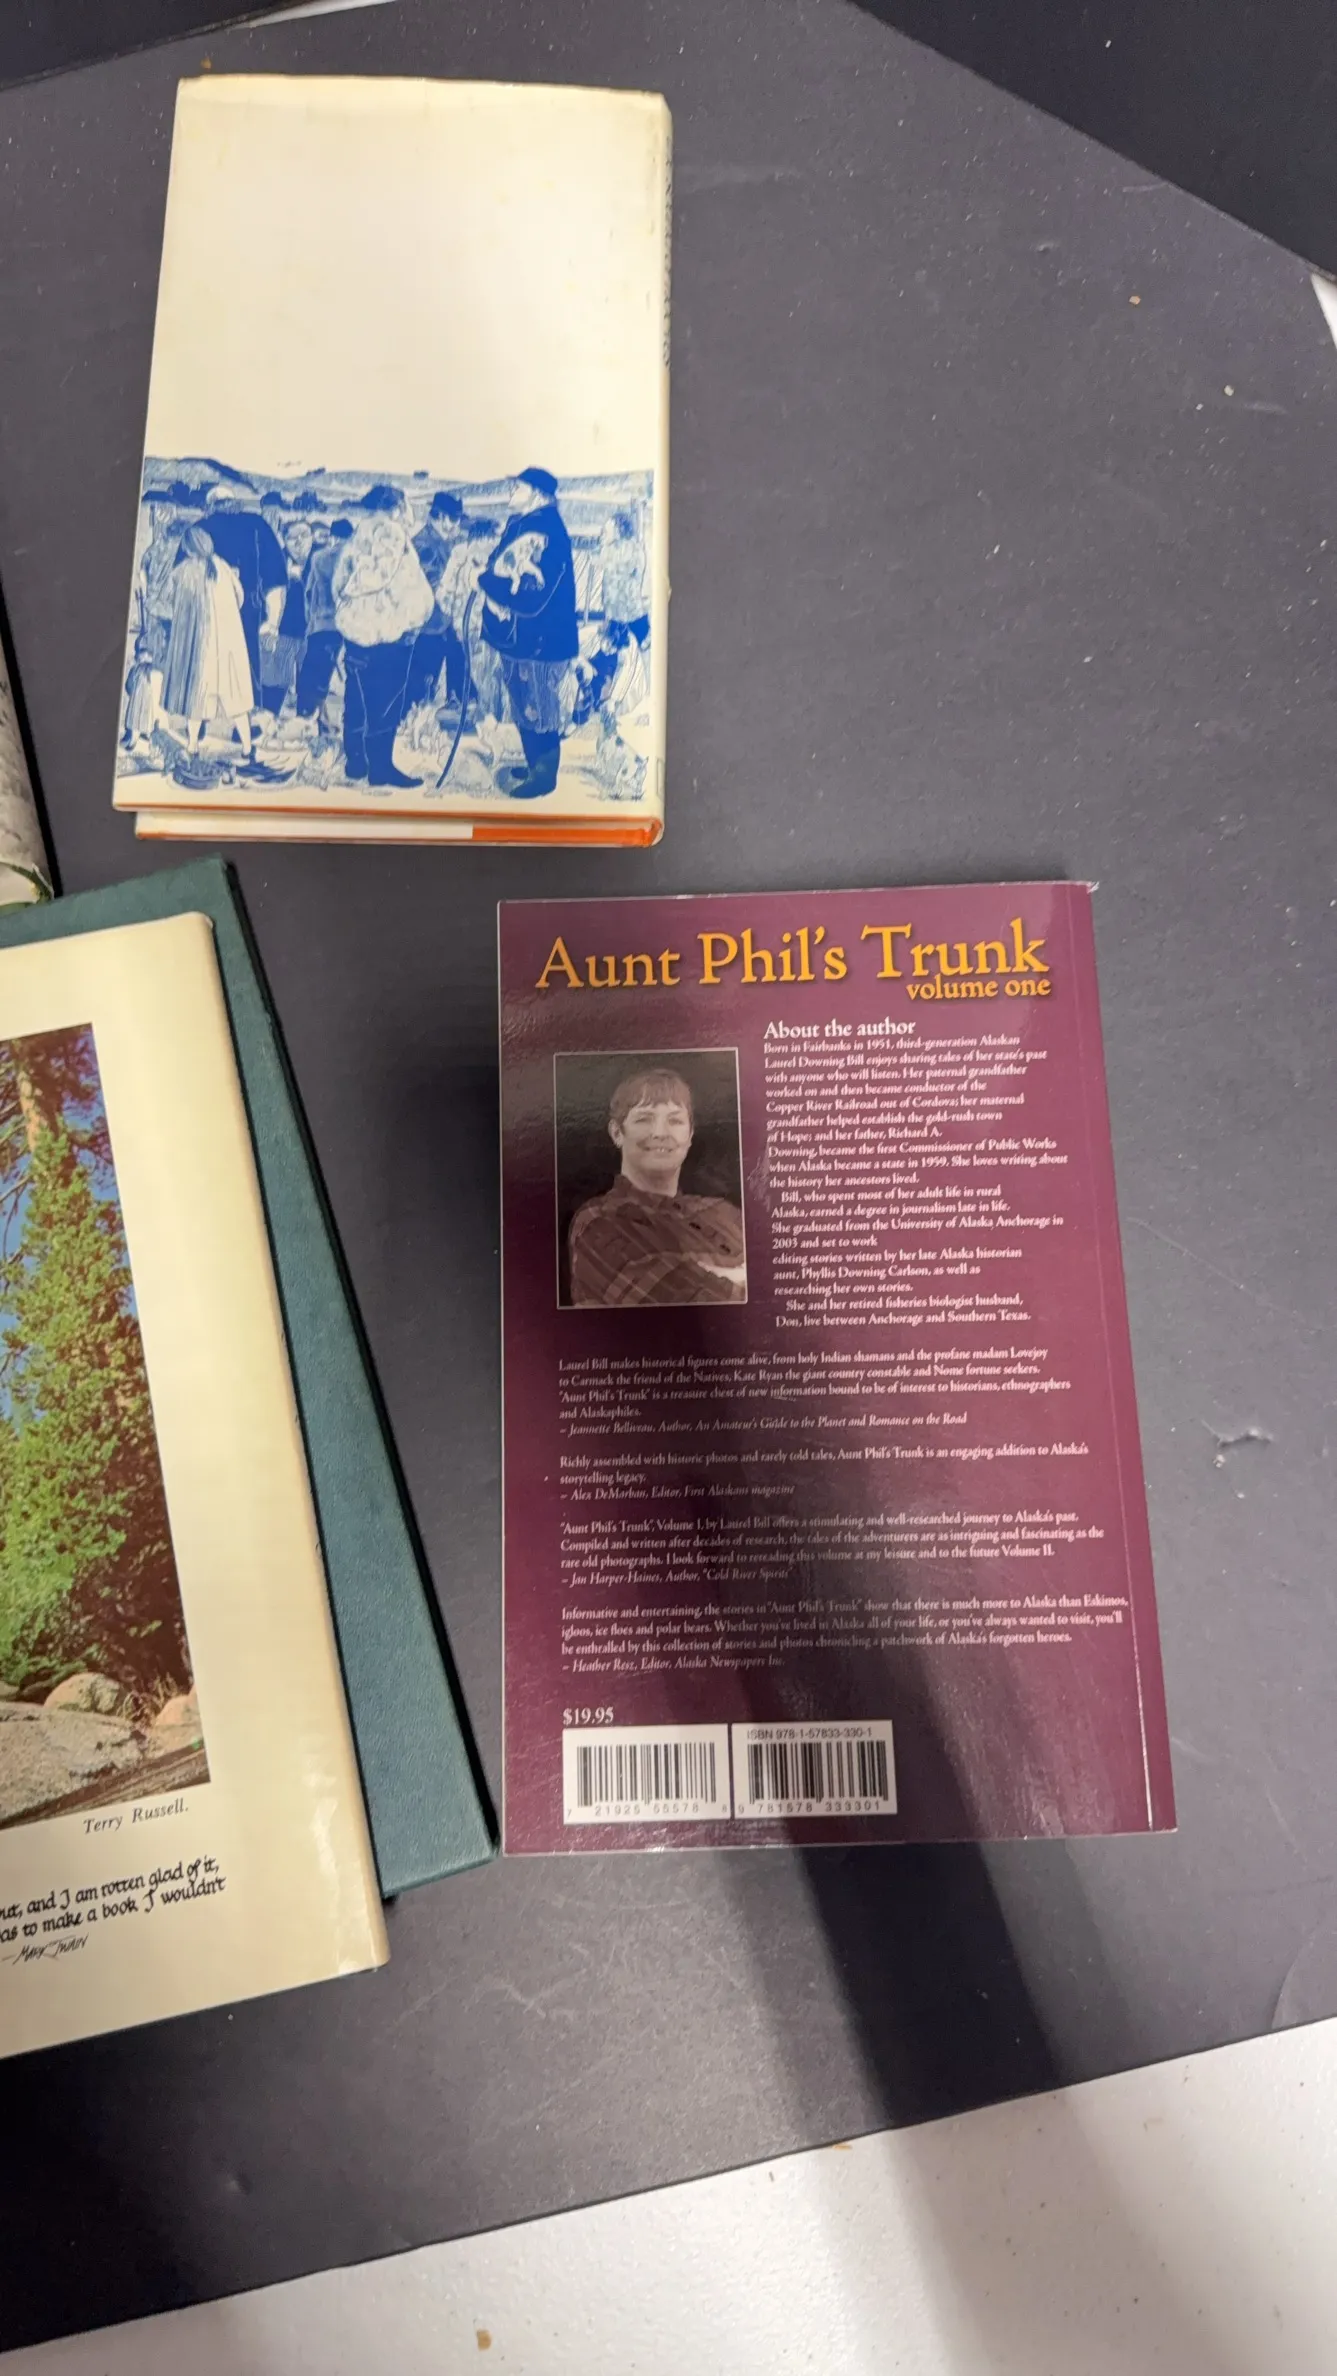 Aunt Phil's Trunk
volume one
About the author
Born in Fairbanks in 1951, third-generation Alaskan
Laurel Downing Bill enjoys sharing tales of her state's past
with anyone who will listen. Her paternal grandfather
worked on and then became conductor of the
Copper River Railroad out of Cordova; her maternal
grandfather helped establish the gold-rush town
of Hope; and her father, Richard A.
Downing, became the first Commissioner of Public Works
when Alaska became a state in 1959. She loves writing about
the history her ancestors lived.
Bill, who spent most of her adult life in rural
Alaska, earned a degree in journalism late in life.
She graduated from the University of Alaska Anchorage in
2003 and set to work
editing stories written by her late Alaska historian
aunt, Phyllis Downing Carlson, as well as
researching her own stories.
She and her retired fisheries biologist husband,
Don, live between Anchorage and Southern Texas.
Laurel Bill makes historical figures come alive, from holy Indian shamans and the profane madam Lovejoy
to Carmack the friend of the Natives, Kate Ryan the giant country constable and Nome fortune seekers.
"Aunt Phil's Trunk" is a treasure chest of new information bound to be of interest to historians, ethnographers
and Alaskaphiles.
– Jeannette Belliveau, Author, An Amateur's Guide to the Planet and Romance on the Road
Richly assembled with historic photos and rarely told tales, Aunt Phil's Trunk is an engaging addition to Alaska's
storytelling legacy.
– Alex DeMarban, Editor, First Alaskans magazine
"Aunt Phil's Trunk", Volume I, by Laurel Bill offers a stimulating and well-researched journey to Alaska's past.
Compiled and written after decades of research, the tales of the adventurers are as intriguing and fascinating as the
rare old photographs. I look forward to rereading this volume at my leisure and to the future Volume II.
– Jan Harper-Haines, Author, "Cold River Spirits"
Informative and entertaining, the stories in "Aunt Phil's Trunk" show that there is much more to Alaska than Eskimos,
igloos, ice floes and polar bears. Whether you've lived in Alaska all of your life, or you've always wanted to visit, you'll
be enthralled by this collection of stories and photos chronicling a patchwork of Alaska's forgotten heroes.
– Heather Resz, Editor, Alaska Newspapers Inc.
$19.95
ISBN 978-1-57833-330-1
7 21925 55578 8
9 781578 333301
Terry Russell.
and I am rotten glad of it,
as to make a book I wouldn't
—MARK TWAIN